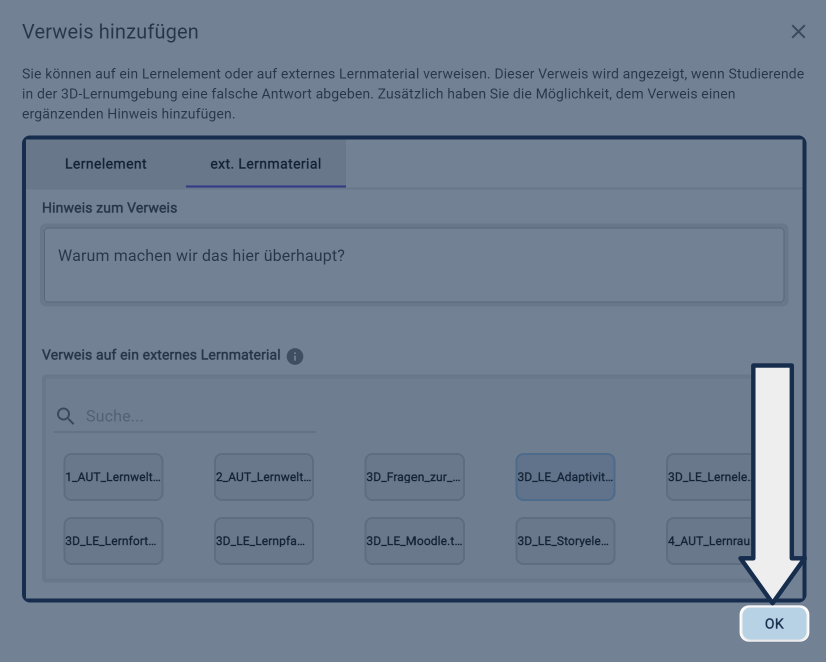 Verweis hinzufügen
Sie können auf ein Lernelement oder auf externes Lernmaterial verweisen. Dieser Verweis wird angezeigt, wenn Studierende
in der 3D-Lernumgebung eine falsche Antwort abgeben. Zusätzlich haben Sie die Möglichkeit, dem Verweis einen
ergänzenden Hinweis hinzufügen.
Lernelement ext. Lernmaterial
Hinweis zum Verweis
Warum machen wir das hier überhaupt?
Verweis auf ein externes Lernmaterial
Suche...
1_AUT_Lernwelt... 2_AUT_Lernwelt... 3D_Fragen_zur_... 3D_LE_Adaptivit... 3D_LE_Lernele...
3D_LE_Lernfort... 3D_LE_Lernpfa... 3D_LE_Moodle.t... 3D_LE_Storyele... 4_AUT_Lernrau
OK